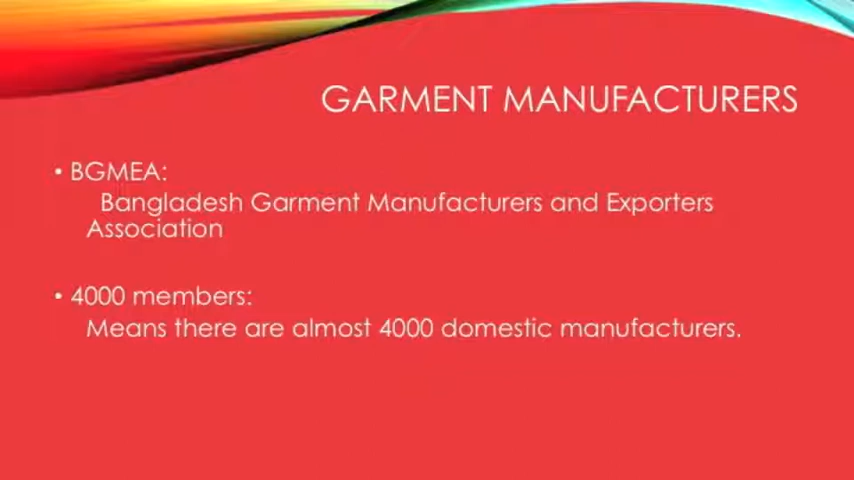 GARMENT MANUFACTURERS
• BGMEA:
Bangladesh Garment Manufacturers and Exporters
Association
• 4000 members:
Means there are almost 4000 domestic manufacturers.